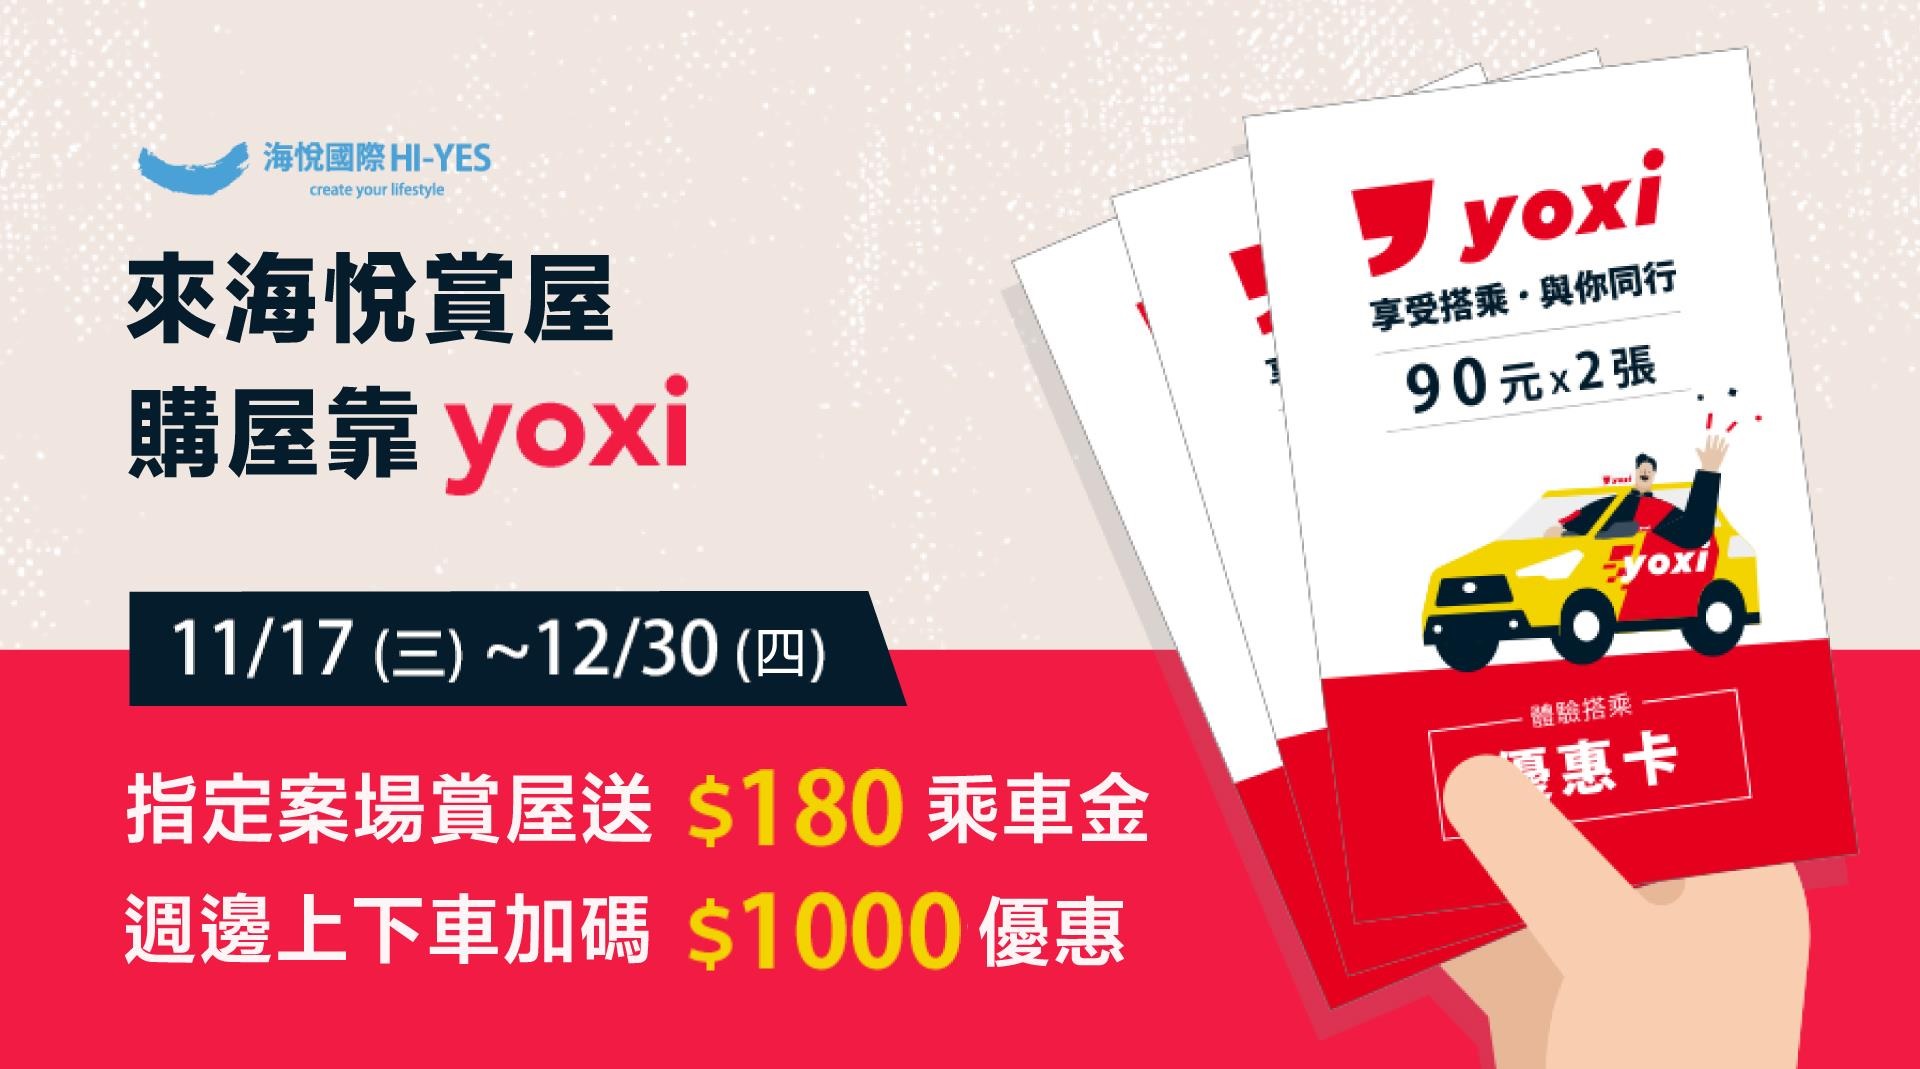 海悅國際 HI-YES
create your lifestyle
來海悅賞屋
購屋靠 yoxi
11/17 (三) ~12/30 (四)
指定案場賞屋送 $180 乘車金
週邊上下車加碼 $1000 優惠
yoxi
享受搭乘・與你同行
90元x2張
yoxi
yoxi
體驗搭乘
優惠卡